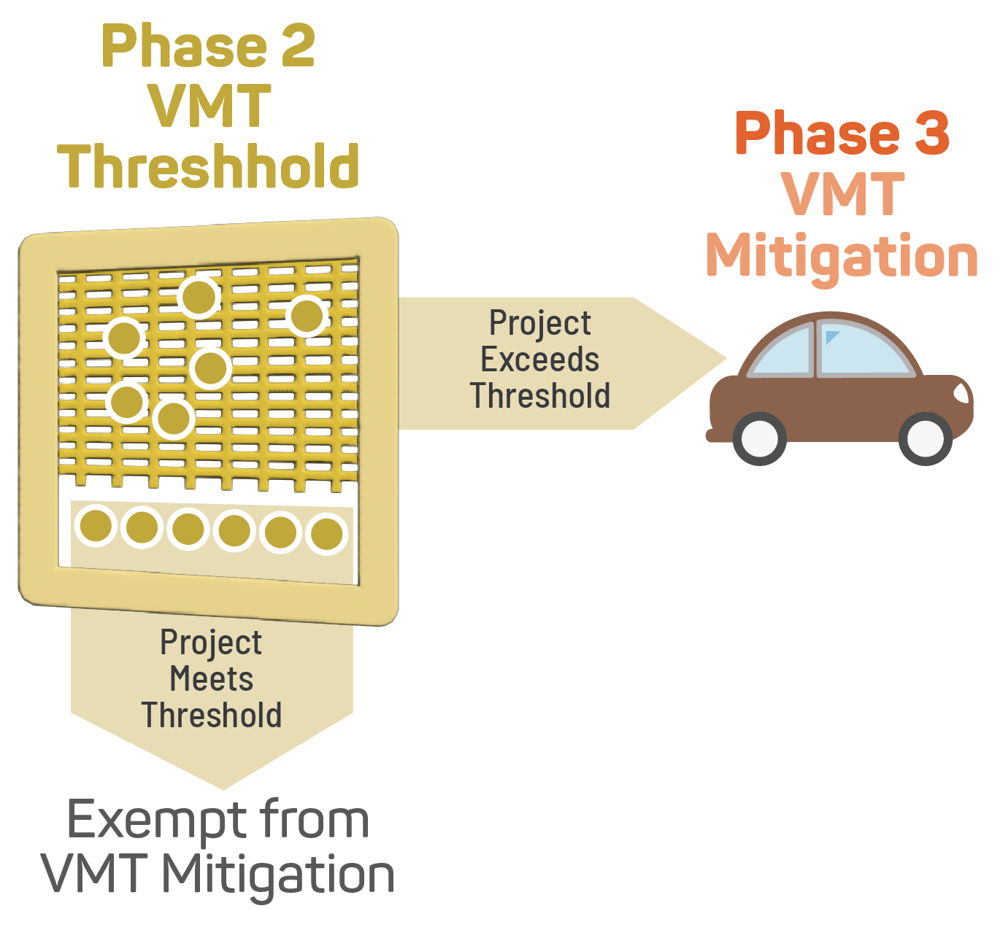 Phase 2
VMT
Threshhold
Phase 3
VMT
Mitigation
Project
Exceeds
Threshold
Project
Meets
Threshold
Exempt from
VMT Mitigation